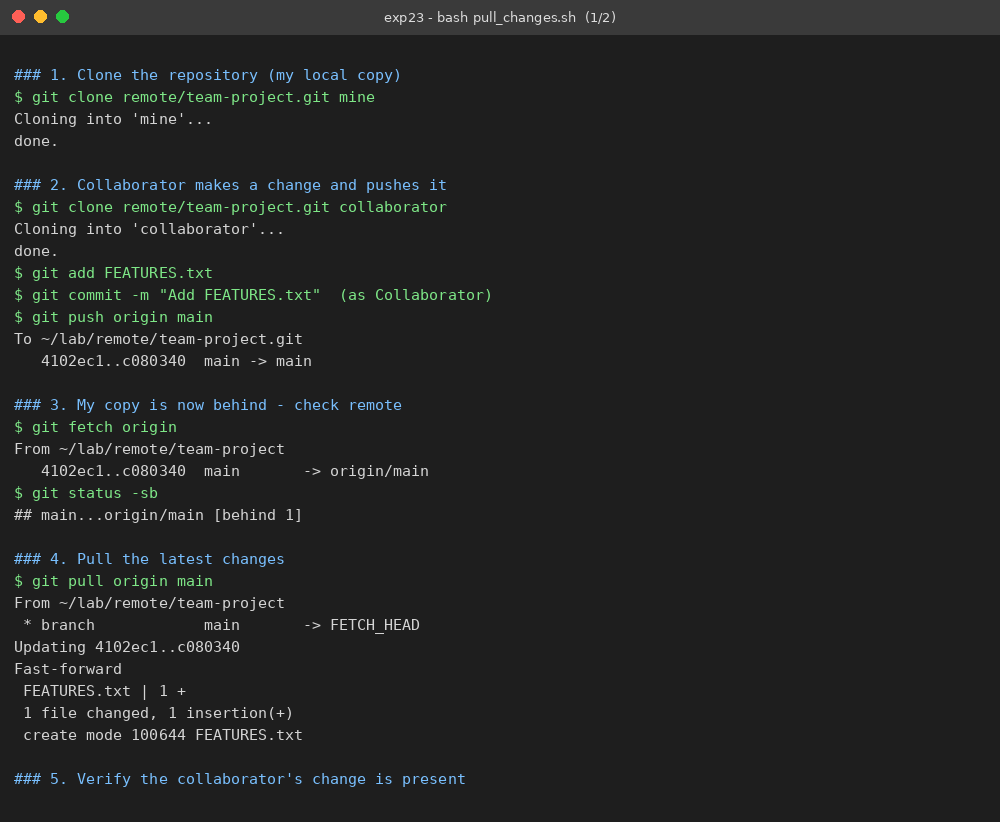 exp23 - bash pull_changes.sh  (1/2)
### 1. Clone the repository (my local copy)
$ git clone remote/team-project.git mine
Cloning into 'mine'...
done.
### 2. Collaborator makes a change and pushes it
$ git clone remote/team-project.git collaborator
Cloning into 'collaborator'...
done.
$ git add FEATURES.txt
$ git commit -m "Add FEATURES.txt"  (as Collaborator)
$ git push origin main
To ~/lab/remote/team-project.git
   4102ec1..c080340  main -> main
### 3. My copy is now behind - check remote
$ git fetch origin
From ~/lab/remote/team-project
   4102ec1..c080340  main       -> origin/main
$ git status -sb
## main...origin/main [behind 1]
### 4. Pull the latest changes
$ git pull origin main
From ~/lab/remote/team-project
 * branch            main       -> FETCH_HEAD
Updating 4102ec1..c080340
Fast-forward
 FEATURES.txt | 1 +
 1 file changed, 1 insertion(+)
 create mode 100644 FEATURES.txt
### 5. Verify the collaborator's change is present